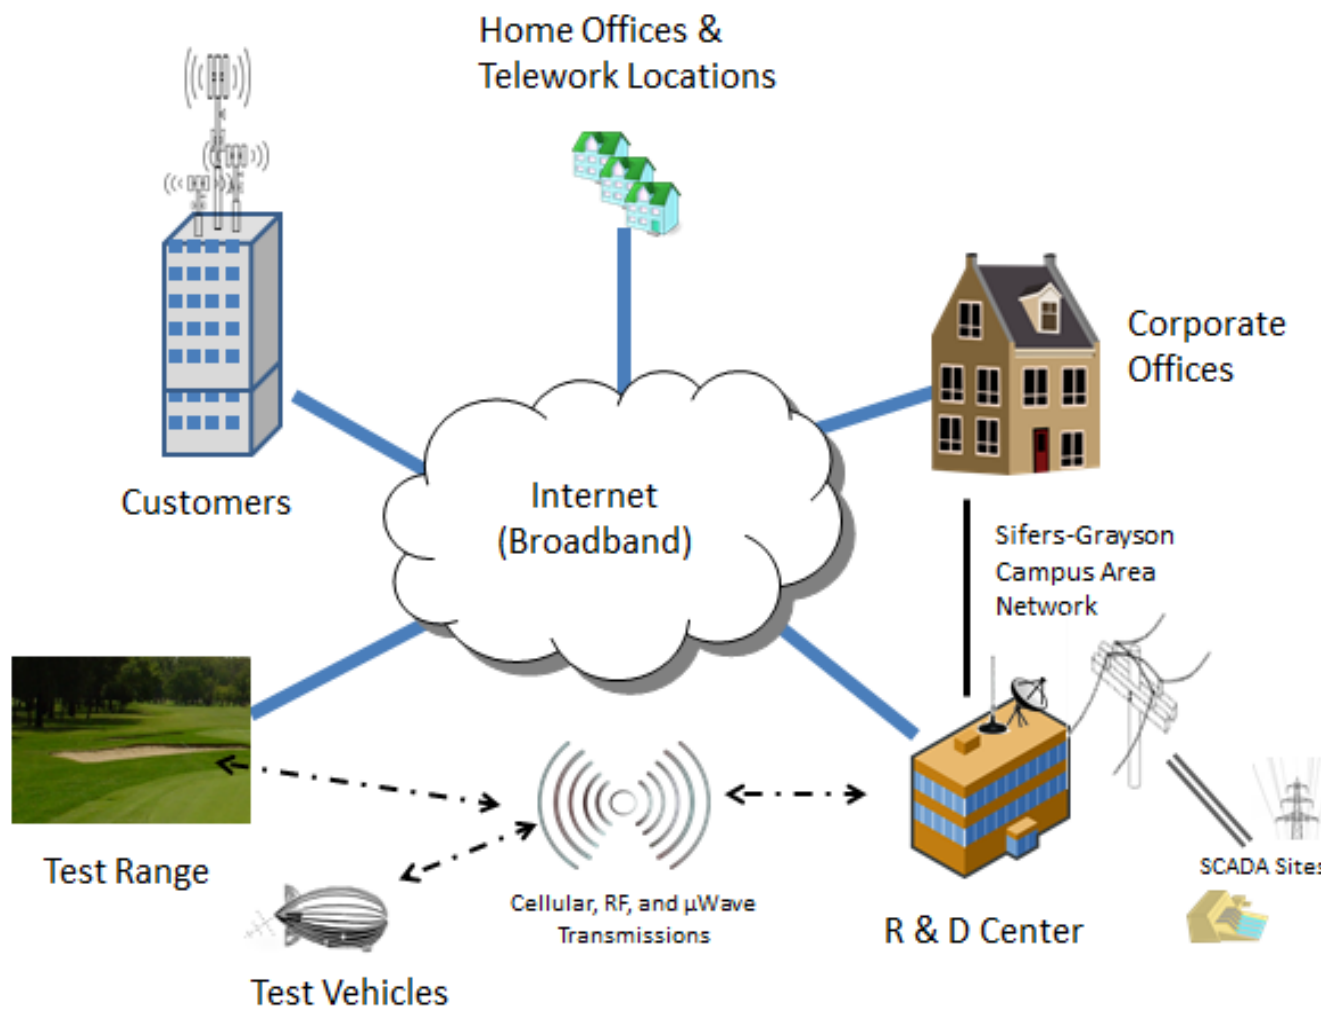 Home Offices &
Telework Locations
Corporate
Offices
Customers
Internet
(Broadband)
Sifers-Grayson
Campus Area
Network
Test Range
Cellular, RF, and µWave
Transmissions
SCADA Sites
R & D Center
Test Vehicles